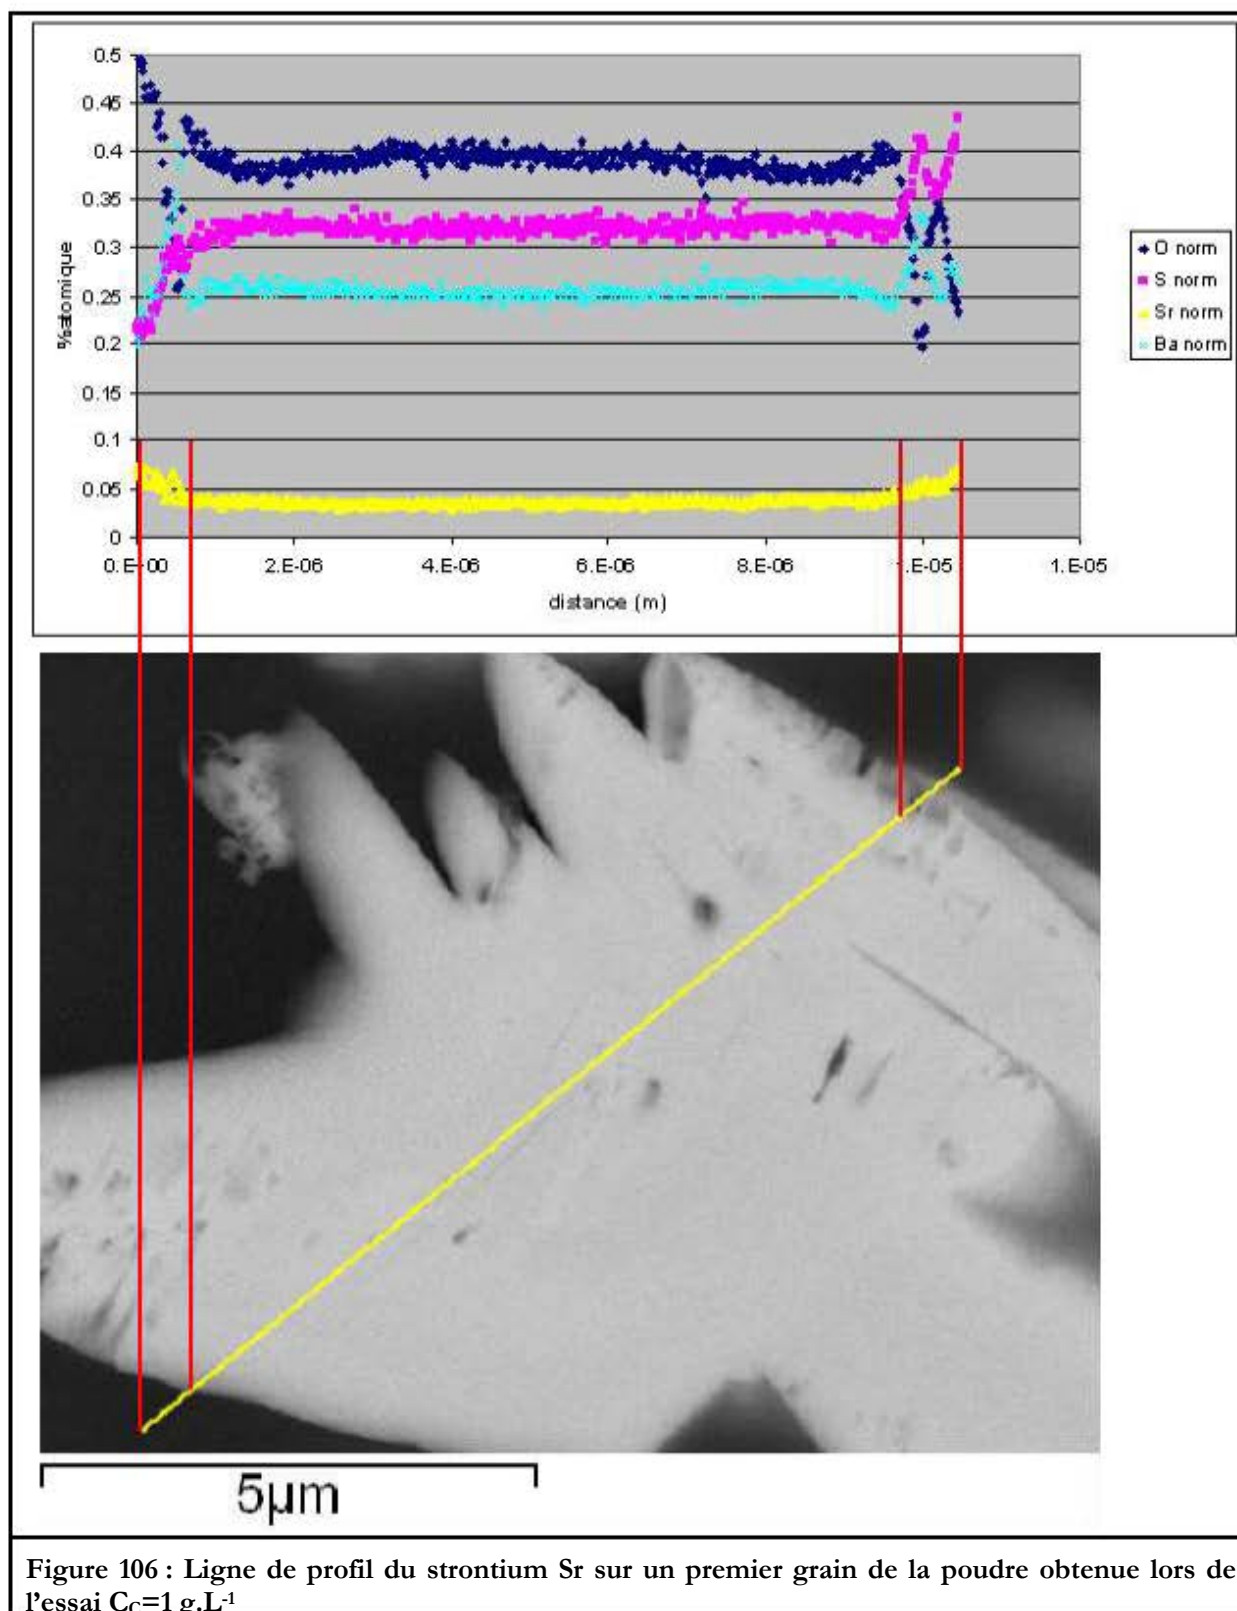 0.5
0.45
0.4
0.35
0.3
0.25
0.2
0.15
0.1
0.05
0
%atomique
0.E+00 2.E-06 4.E-06 6.E-06 8.E-06 1.E-05 1.E-05
distance (m)
O norm
S norm
Sr norm
Ba norm
5µm
Figure 106 : Ligne de profil du strontium Sr sur un premier grain de la poudre obtenue lors de
l'essai C_C=1 g.L-1